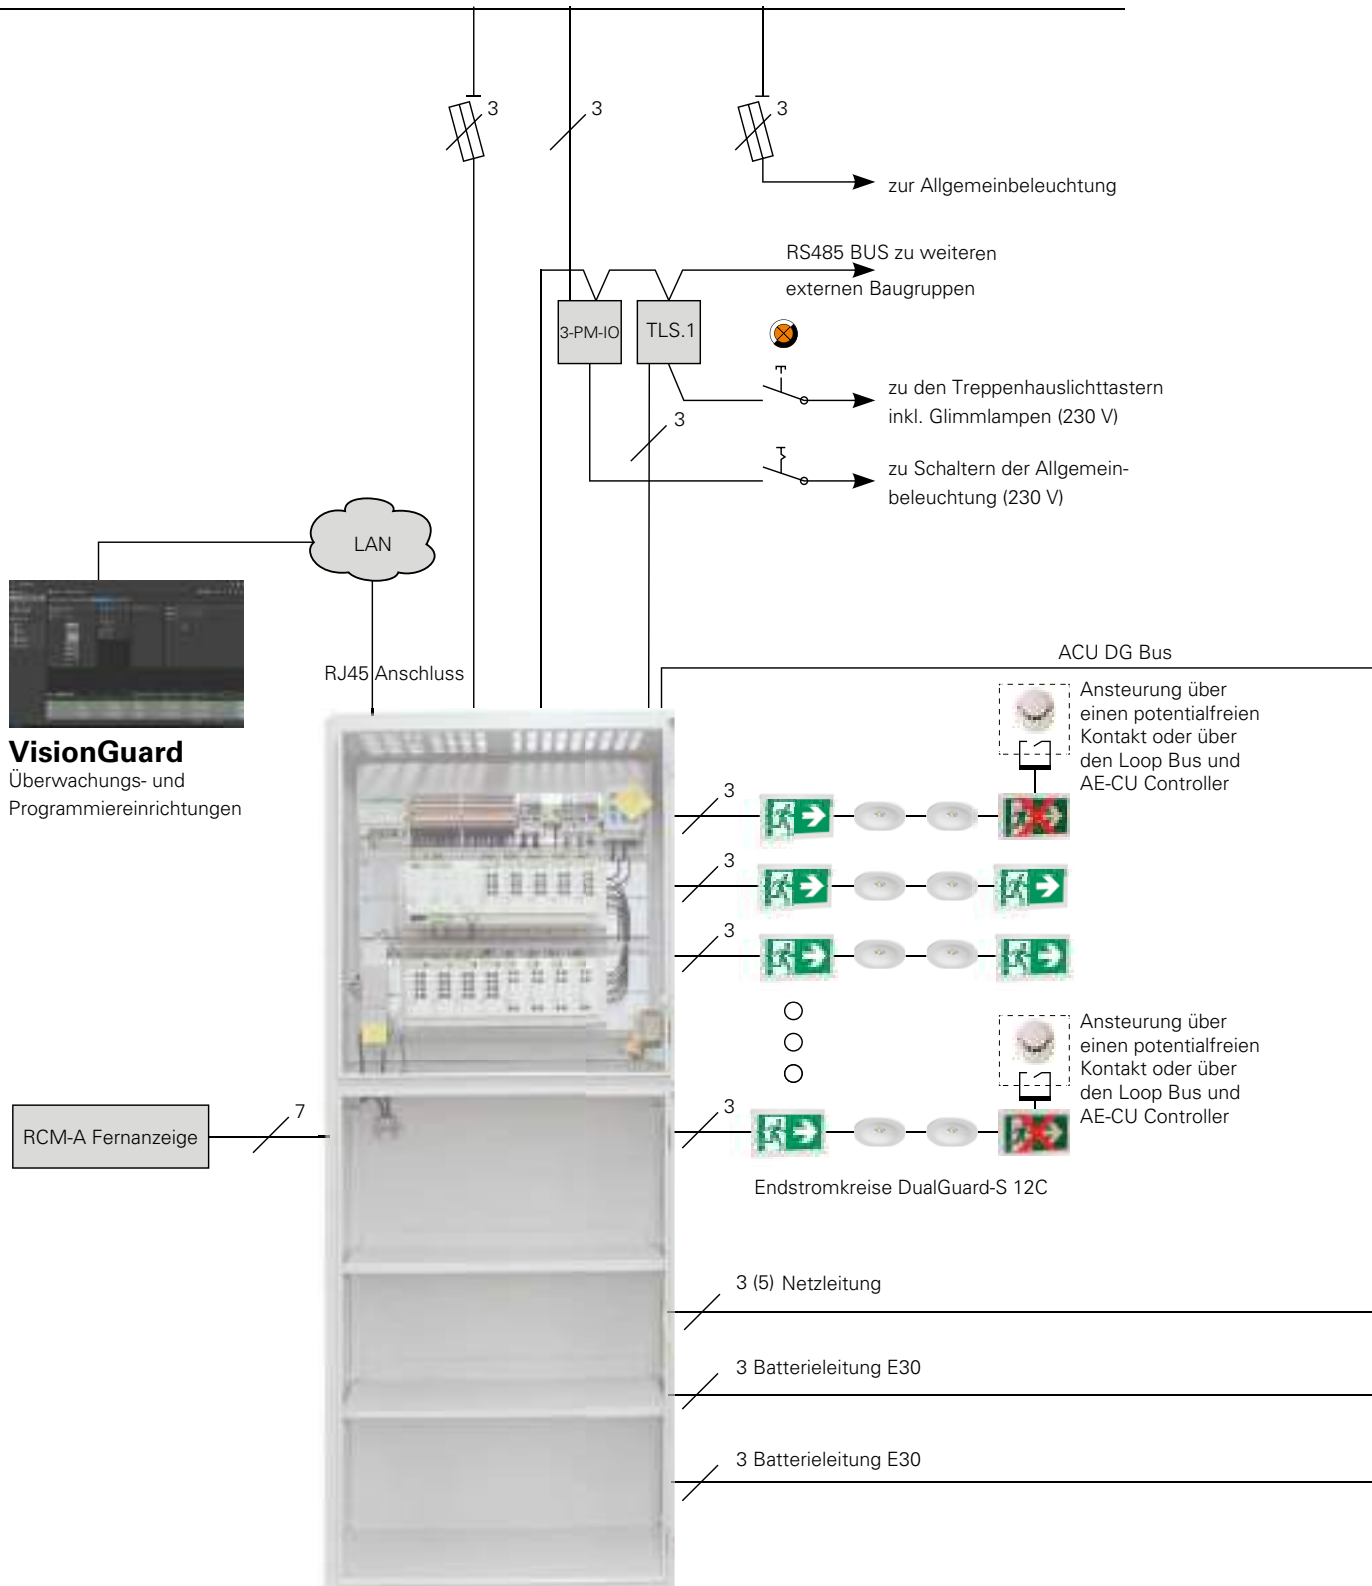 3
3
3
zur Allgemeinbeleuchtung
RS485 BUS zu weiteren
externen Baugruppen
3-PM-IO
TLS.1
zu den Treppenhauslichttastern
inkl. Glimmlampen (230 V)
3
zu Schaltern der Allgemein-
beleuchtung (230 V)
LAN
RJ45 Anschluss
ACU DG Bus
VisionGuard
Überwachungs- und
Programmiereinrichtungen
Ansteurung über
einen potentialfreien
Kontakt oder über
den Loop Bus und
AE-CU Controller
3
3
3
Ansteurung über
einen potentialfreien
Kontakt oder über
den Loop Bus und
AE-CU Controller
3
RCM-A Fernanzeige
7
Endstromkreise DualGuard-S 12C
3 (5) Netzleitung
3 Batterieleitung E30
3 Batterieleitung E30